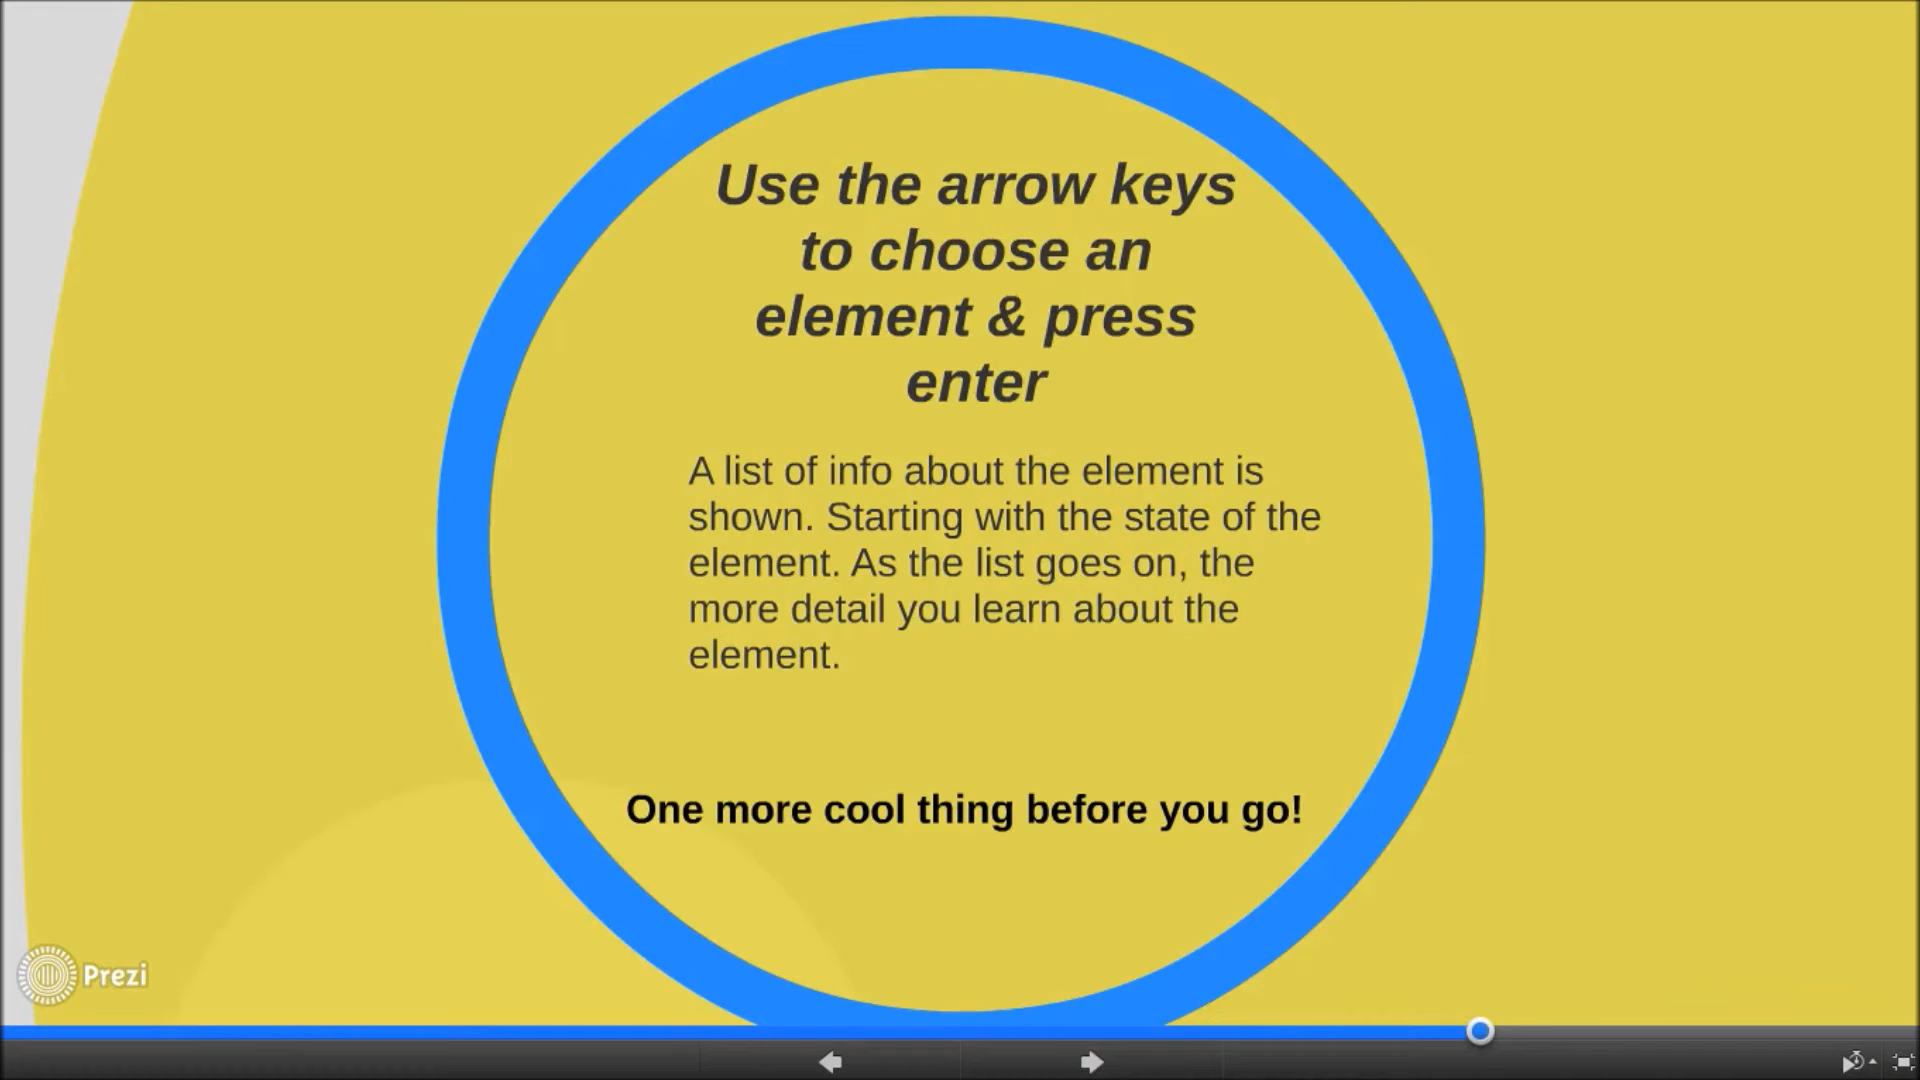 Use the arrow keys
to choose an
element & press
enter
A list of info about the element is
shown. Starting with the state of the
element. As the list goes on, the
more detail you learn about the
element.
One more cool thing before you go!
Prezi